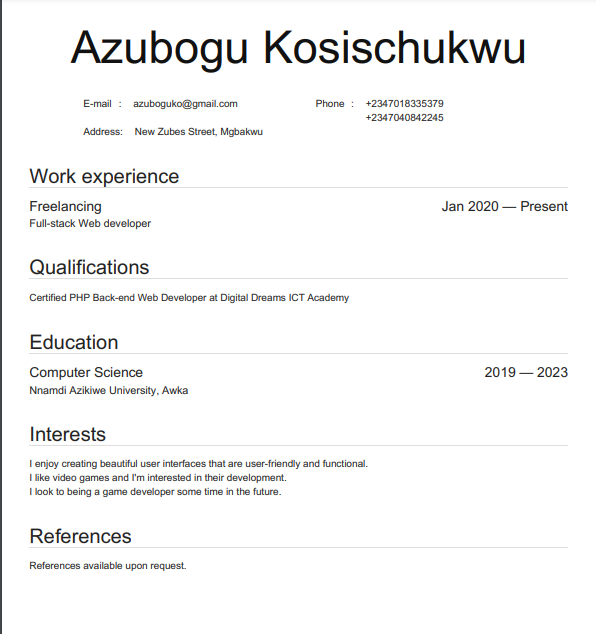 Azubogu Kosischukwu
E-mail : azuboguko@gmail.com Phone : +2347018335379
+2347040842245
Address: New Zubes Street, Mgbakwu
Work experience
Freelancing Jan 2020 — Present
Full-stack Web developer
Qualifications
Certified PHP Back-end Web Developer at Digital Dreams ICT Academy
Education
Computer Science 2019 — 2023
Nnamdi Azikiwe University, Awka
Interests
I enjoy creating beautiful user interfaces that are user-friendly and functional.
I like video games and I'm interested in their development.
I look to being a game developer some time in the future.
References
References available upon request.